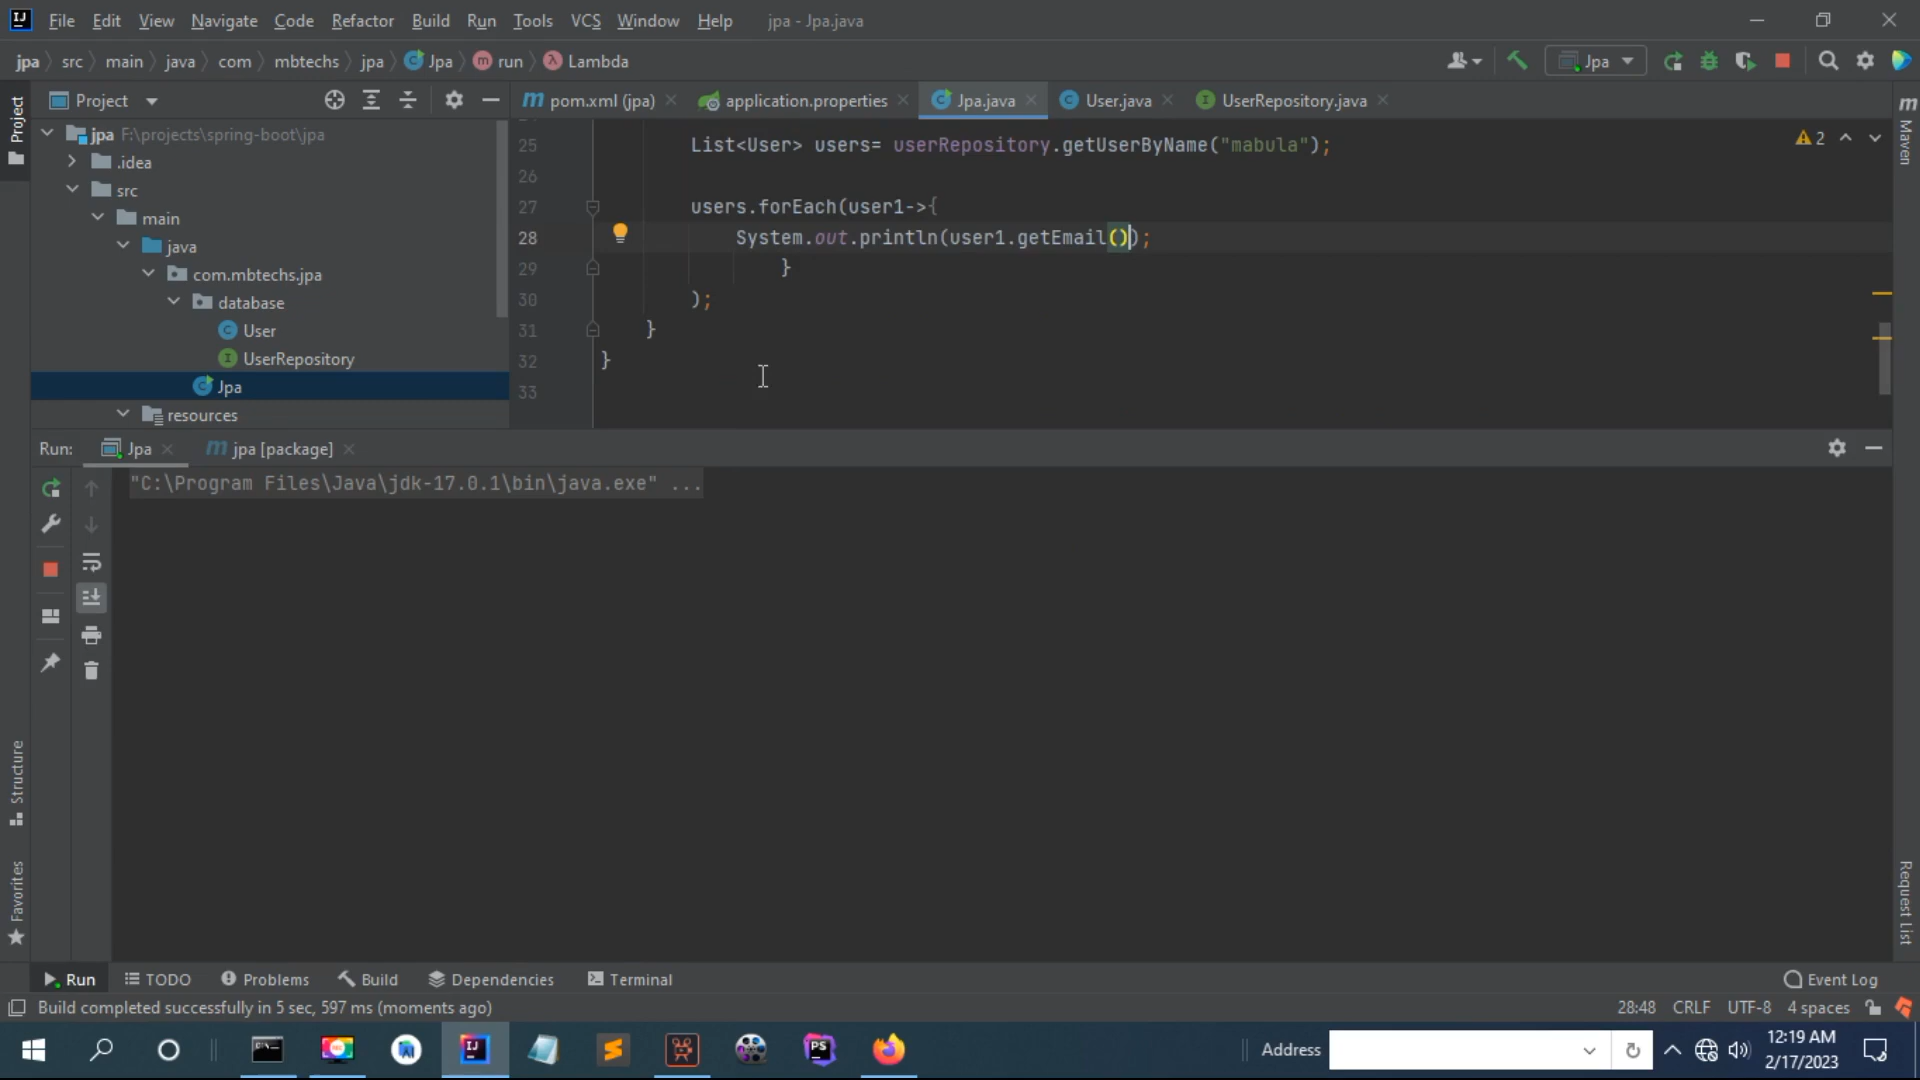 File Edit View Navigate Code Refactor Build Run Tools VCS Window Help jpa - Jpa.java
jpa src main java com mbtechs jpa Jpa run Lambda
Jpa
Project
pom.xml (jpa) application.properties Jpa.java User.java UserRepository.java
jpa F:\projects\spring-boot\jpa
.idea
src
main
java
com.mbtechs.jpa
database
User
UserRepository
Jpa
resources
25 List<User> users= userRepository.getUserByName("mabula");
26
27 users.forEach(user1->{
28 System.out.println(user1.getEmail());
29 }
30 );
31 }
32 }
33
2
Project
Structure
Favorites
Maven
Request List
Run: Jpa jpa [package]
"C:\Program Files\Java\jdk-17.0.1\bin\java.exe" ...
Run TODO Problems Build Dependencies Terminal Event Log
Build completed successfully in 5 sec, 597 ms (moments ago) 28:48 CRLF UTF-8 4 spaces
Address
12:19 AM
2/17/2023